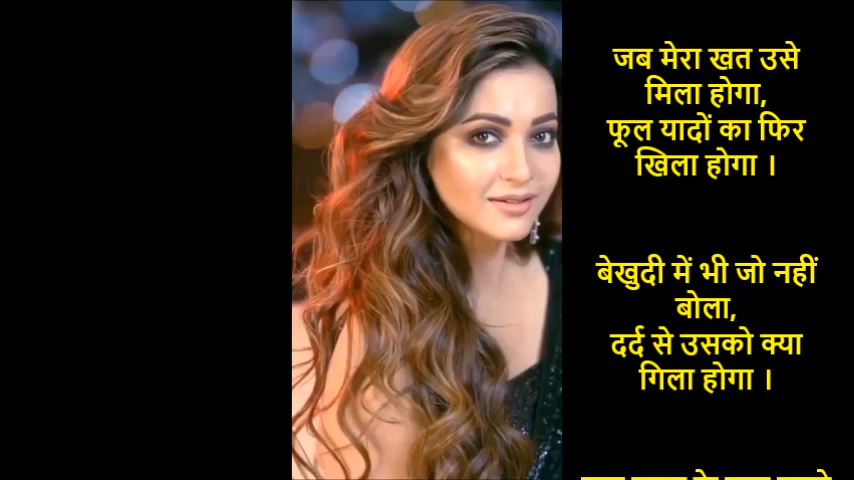 जब मेरा खत उसे
मिला होगा,
फूल यादों का फिर
खिला होगा ।
बेखुदी में भी जो नहीं
बोला,
दर्द से उसको क्या
गिला होगा ।